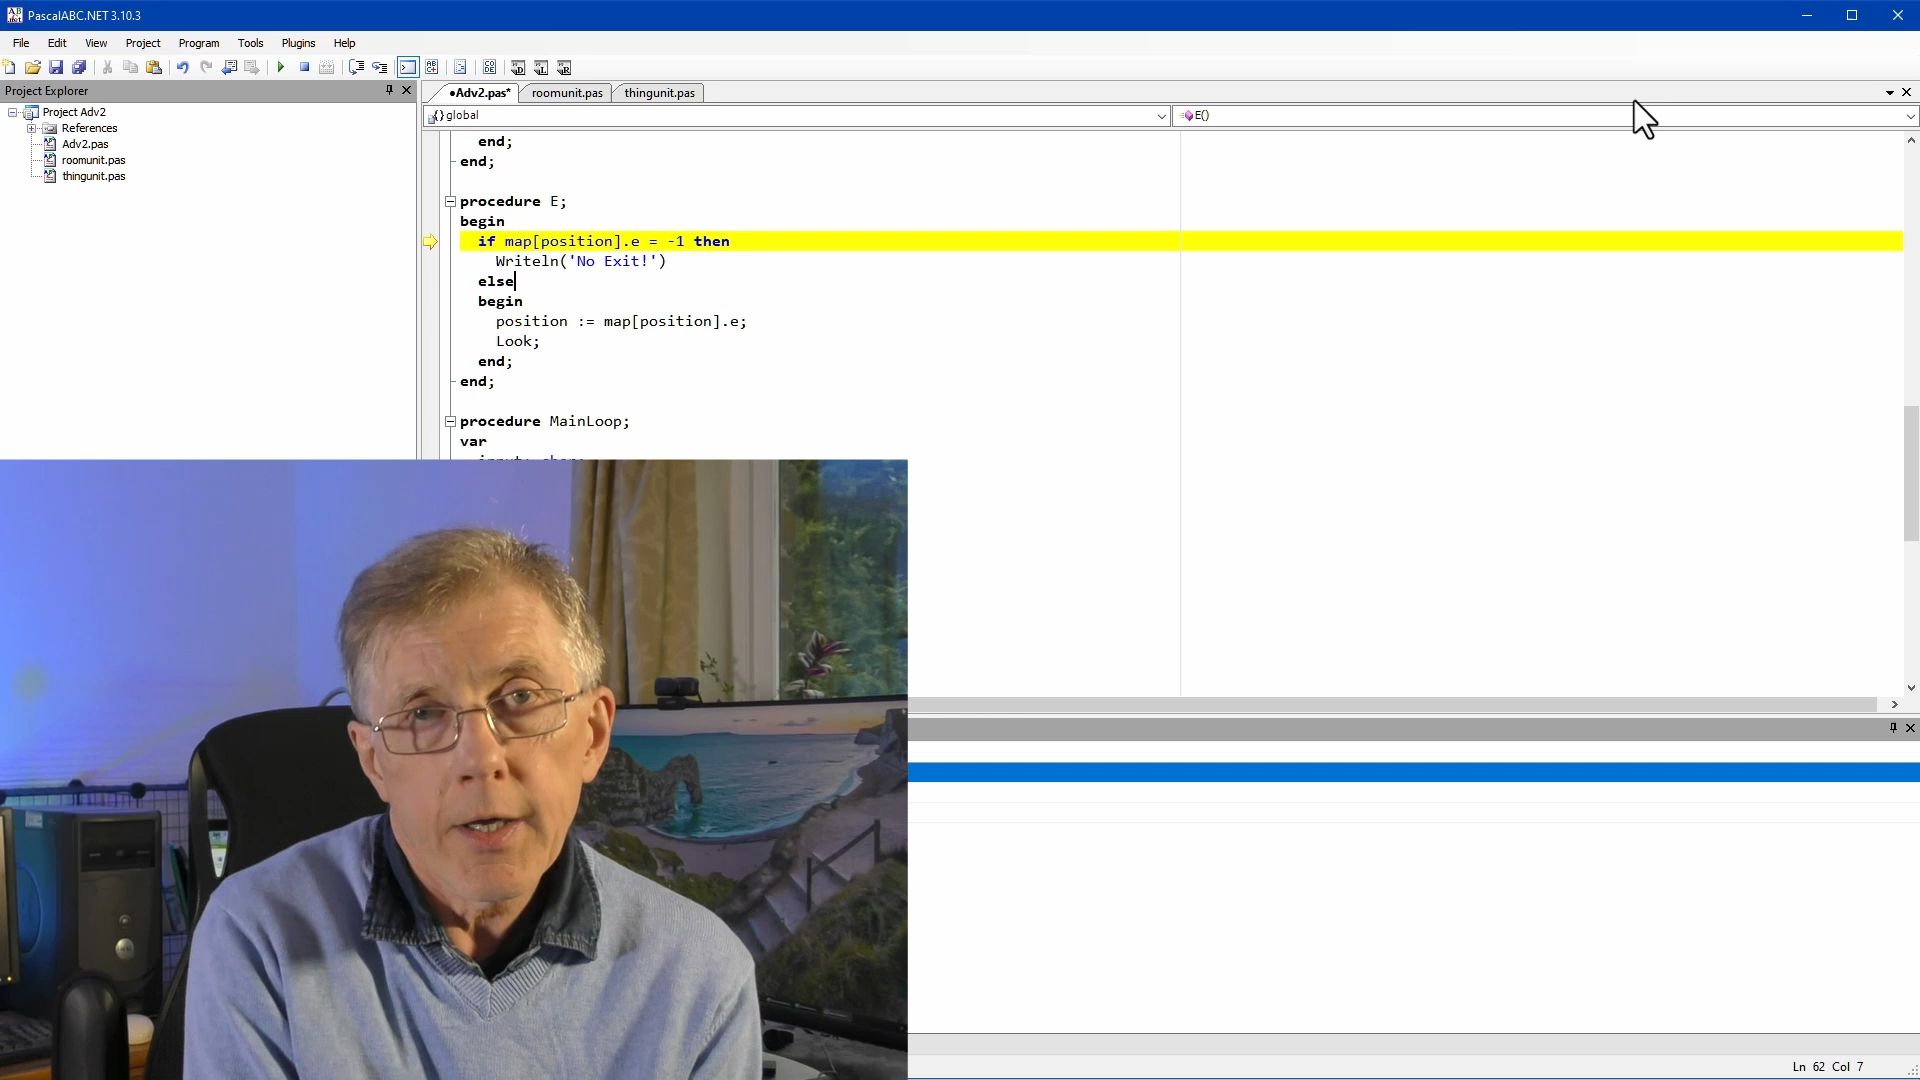 PascalABC.NET 3.10.3
File Edit View Project Program Tools Plugins Help
Project Explorer
●Adv2.pas* roomunit.pas thingunit.pas
{} global E()
Project Adv2
References
Adv2.pas
roomunit.pas
thingunit.pas
end;
end;
procedure E;
begin
if map[position].e = -1 then
Writeln('No Exit!')
else
begin
position := map[position].e;
Look;
end;
end;
procedure MainLoop;
var
Ln 62 Col 7